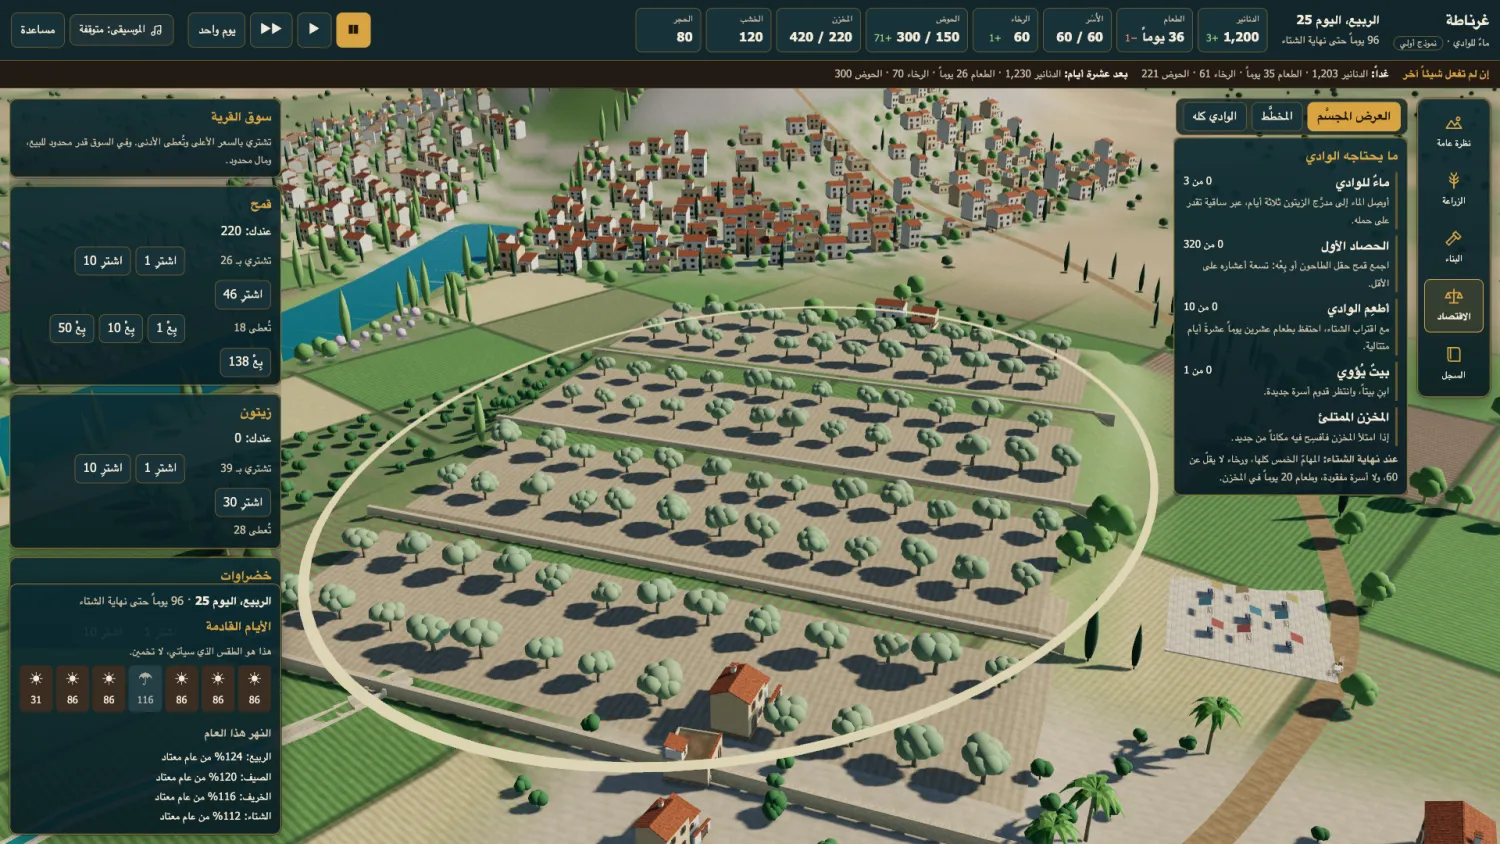 غرناطة
ماءٌ للوادي · نموذج أولي
الربيع، اليوم 25
96 يوماً حتى نهاية الشتاء
الدنانير
1,200 +3
الطعام
36 يوماً −1
الأُسَر
60 / 60
الرخاء
60 +1
الحوض
150 / 300 +71
المخزن
220 / 420
الخشب
120
الحجر
80
يوم واحد
الموسيقى: متوقفة
مساعدة
إن لم تفعل شيئاً آخر
غداً: الدنانير 1,203 · الطعام 35 يوماً · الرخاء 61 · الحوض 221
بعد عشرة أيام: الدنانير 1,230 · الطعام 26 يوماً · الرخاء 70 · الحوض 300
نظرة عامة
الزراعة
البناء
الاقتصاد
السجل
العرض المجسَّم
المخطَّط
الوادي كله
ما يحتاجه الوادي
ماءٌ للوادي
0 من 3
أوصِل الماء إلى مدرَّج الزيتون ثلاثة أيام، عبر ساقية تقدر
على حمله.
الحصاد الأول
0 من 320
اجمع قمح حقل الطاحون أو بِعْه: تسعة أعشاره على
الأقل.
أطعِم الوادي
0 من 10
مع اقتراب الشتاء، احتفظ بطعام عشرين يوماً عشرةَ أيام
متتالية.
بيتٌ يُؤوي
0 من 1
ابنِ بيتاً، وانتظر قدوم أسرة جديدة.
المخزن الممتلئ
إذا امتلأ المخزن فأفسِح فيه مكاناً من جديد.
عند نهاية الشتاء: المهامّ الخمس كلها، ورخاء لا يقلّ عن
60، ولا أسرة مفقودة، وطعام 20 يوماً في المخزن.
سوق القرية
تشتري بالسعر الأعلى وتُعطى الأدنى. وفي السوق قدر محدود للبيع،
ومال محدود.
قمح
عندك: 220
تشتري بـ 26
اشترِ 1
اشترِ 10
اشترِ 46
تُعطى 18
بِعْ 1
بِعْ 10
بِعْ 50
بِعْ 138
زيتون
عندك: 0
تشتري بـ 39
اشترِ 1
اشترِ 10
اشترِ 30
تُعطى 28
خضراوات
الربيع، اليوم 25 · 96 يوماً حتى نهاية الشتاء
الأيام القادمة
هذا هو الطقس الذي سيأتي، لا تخمين.
86
86
86
116
86
86
31
النهر هذا العام
الربيع: 124% من عام معتاد
الصيف: 120% من عام معتاد
الخريف: 116% من عام معتاد
الشتاء: 112% من عام معتاد